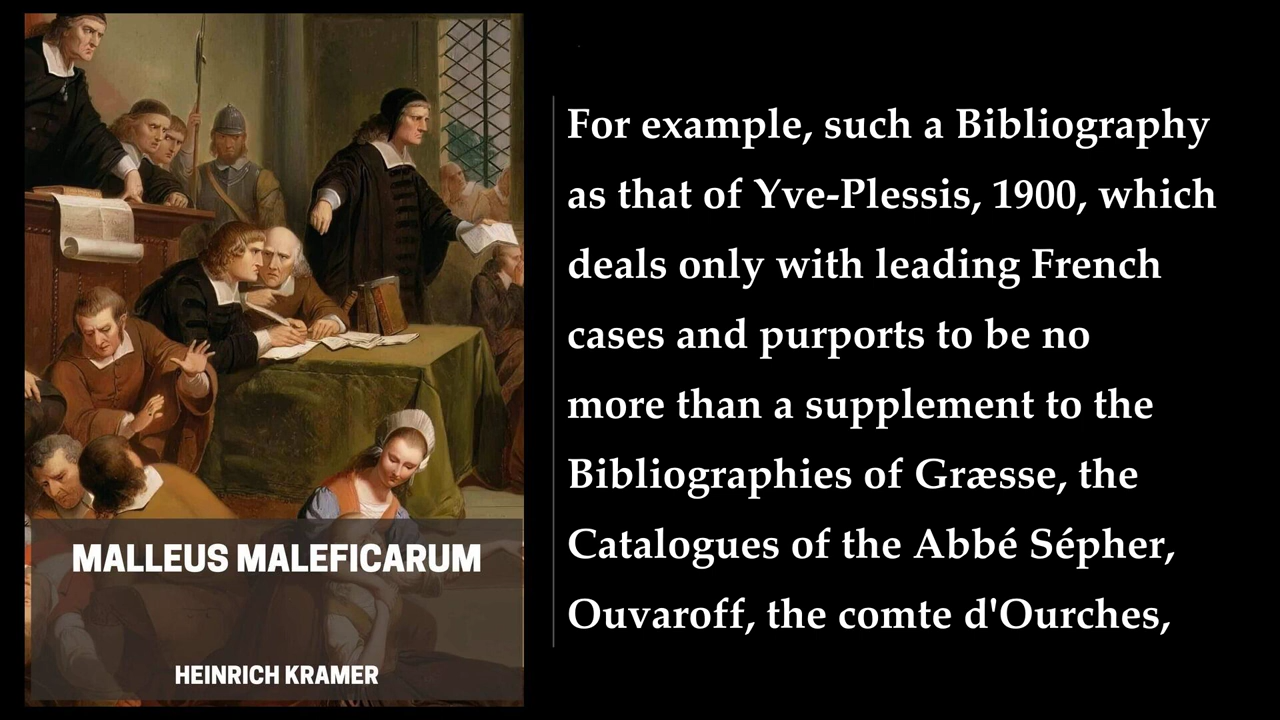 MALLEUS MALEFICARUM
HEINRICH KRAMER
For example, such a Bibliography
as that of Yve-Plessis, 1900, which
deals only with leading French
cases and purports to be no
more than a supplement to the
Bibliographies of Græsse, the
Catalogues of the Abbé Sépher,
Ouvaroff, the comte d'Ourches,